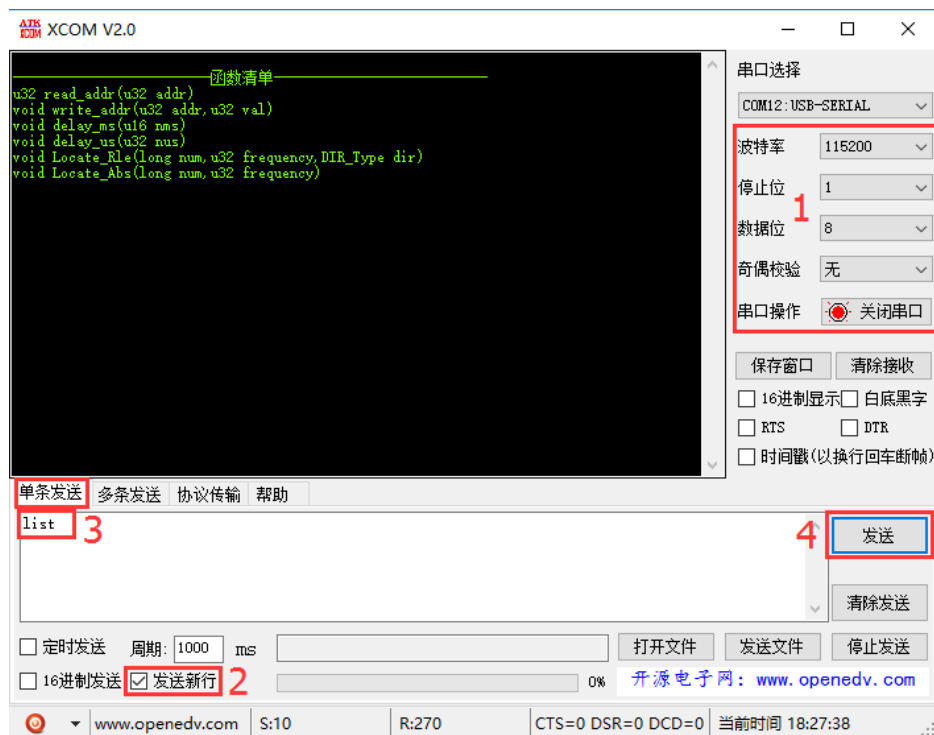 ATK
XCOM
XCOM V2.0
函数清单
u32 read_addr(u32 addr)
void write_addr(u32 addr,u32 val)
void delay_ms(u16 nms)
void delay_us(u32 nus)
void Locate_Rle(long num,u32 frequency,DIR_Type dir)
void Locate_Abs(long num,u32 frequency)
串口选择
COM12:USB-SERIAL
波特率 115200
停止位 1
1
数据位 8
奇偶校验 无
串口操作 关闭串口
保存窗口 清除接收
16进制显示 白底黑字
RTS DTR
时间戳(以换行回车断帧)
单条发送 多条发送 协议传输 帮助
list
3
4
发送
清除发送
定时发送 周期: 1000 ms 打开文件 发送文件 停止发送
16进制发送 发送新行 2 0% 开源电子网: www.openedv.com
www.openedv.com S:10 R:270 CTS=0 DSR=0 DCD=0 当前时间 18:27:38